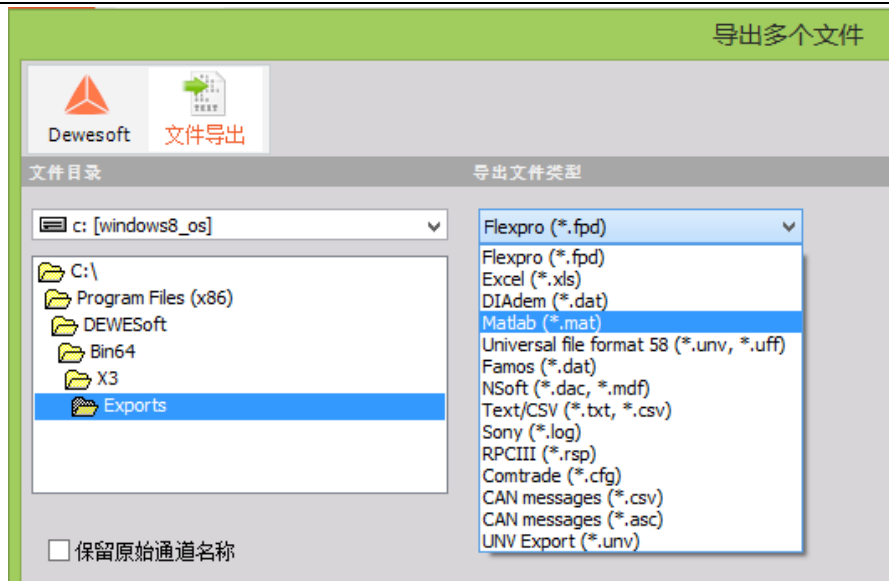 导出多个文件
TEXT
Dewesoft
文件导出
文件目录
导出文件类型
c: [windows8_os]
Flexpro (*.fpd)
C:\
Program Files (x86)
DEWESoft
Bin64
X3
Exports
Flexpro (*.fpd)
Excel (*.xls)
DIAdem (*.dat)
Matlab (*.mat)
Universal file format 58 (*.unv, *.uff)
Famos (*.dat)
NSoft (*.dac, *.mdf)
Text/CSV (*.txt, *.csv)
Sony (*.log)
RPCIII (*.rsp)
Comtrade (*.cfg)
CAN messages (*.csv)
CAN messages (*.asc)
UNV Export (*.unv)
保留原始通道名称